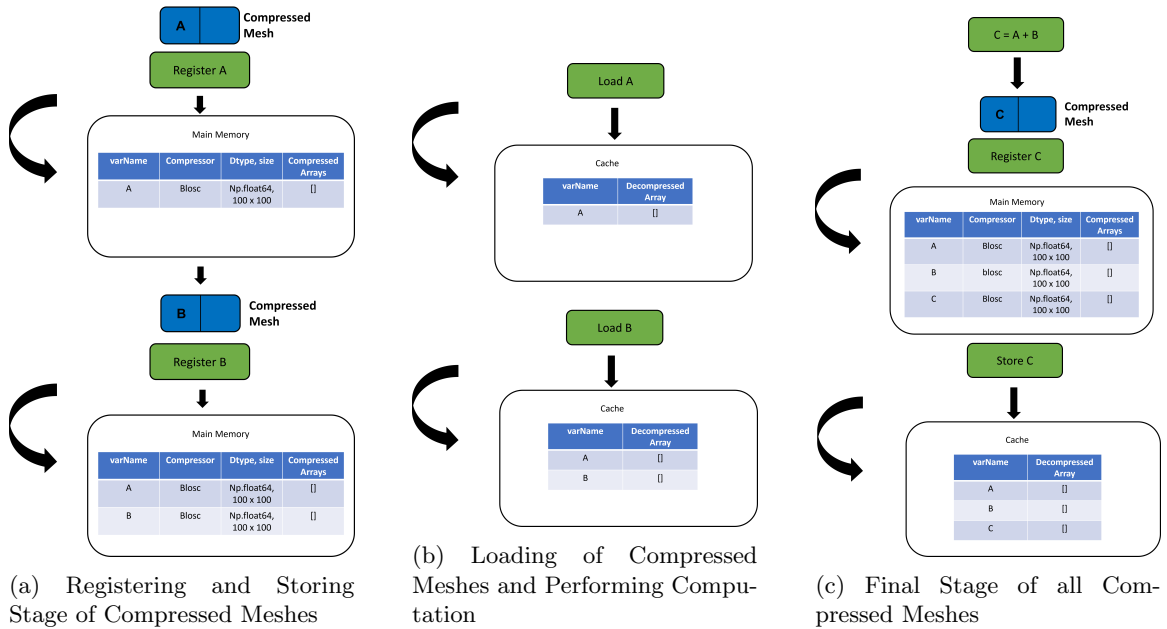 A
Compressed
Mesh
Register A
Main Memory
varName Compressor Dtype, size Compressed
Arrays
A Blosc Np.float64,
100 x 100 []
B
Compressed
Mesh
Register B
Main Memory
varName Compressor Dtype, size Compressed
Arrays
A Blosc Np.float64,
100 x 100 []
B Blosc Np.float64,
100 x 100 []
(a) Registering and Storing
Stage of Compressed Meshes
Load A
Cache
varName Decompressed
Array
A []
Load B
Cache
varName Decompressed
Array
A []
B []
(b) Loading of Compressed
Meshes and Performing Compu-
tation
C = A + B
C
Compressed
Mesh
Register C
Main Memory
varName Compressor Dtype, size Compressed
Arrays
A Blosc Np.float64,
100 x 100 []
B blosc Np.float64,
100 x 100 []
C Blosc Np.float64,
100 x 100 []
Store C
Cache
varName Decompressed
Array
A []
B []
C []
(c) Final Stage of all Com-
pressed Meshes